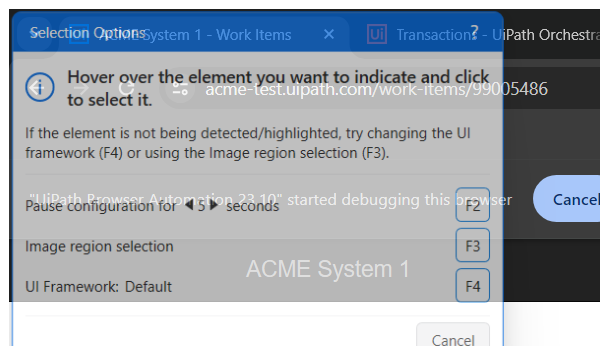 Selection Options
?
ACME System 1 - Work Items
Transactions - UiPath Orchestra
Hover over the element you want to indicate and click
to select it.
acme-test.uipath.com/work-items/99005486
If the element is not being detected/highlighted, try changing the UI
framework (F4) or using the Image region selection (F3).
"UiPath Browser Automation 23.10" started debugging this browser
Cancel
Pause configuration for 5 seconds
F2
Image region selection
F3
ACME System 1
UI Framework: Default
F4
Cancel